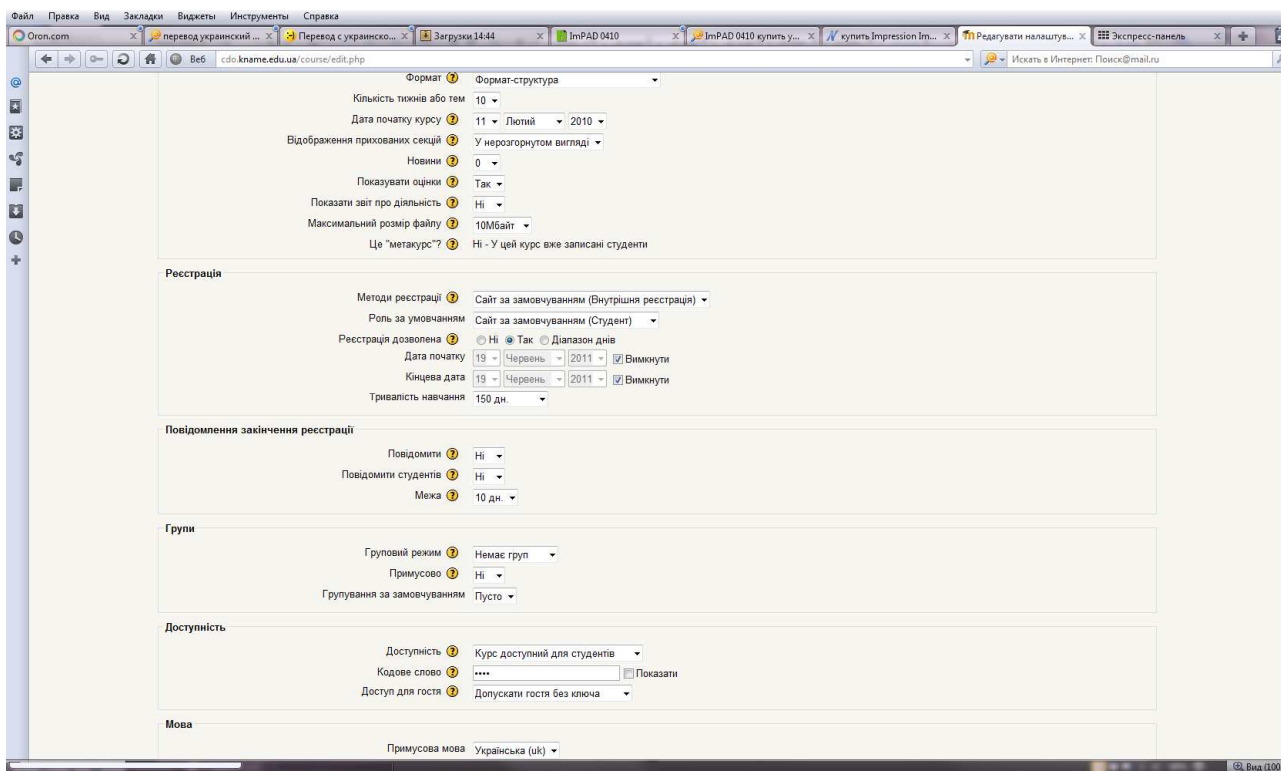 Файл Правка Вид Закладки Виджеты Инструменты Справка
Oron.com перевод украинский ... Перевод с украинско... Загрузки 14:44 ImPAD 0410 ImPAD 0410 купить у... купить Impression Im... Редагувати налаштув... Экспресс-панель
Веб cdo.kname.edu.ua/course/edit.php Искать в Интернет: Поиск@mail.ru
Формат Формат-структура
Кількість тижнів або тем 10
Дата початку курсу 11 Лютий 2010
Відображення прихованих секцій У нерозгорнутом вигляді
Новини 0
Показувати оцінки Так
Показати звіт про діяльність Ні
Максимальний розмір файлу 10Мбайт
Це "метакурс"? Ні - У цей курс вже записані студенти
Реєстрація
Методи реєстрації Сайт за замовчуванням (Внутрішня реєстрація)
Роль за умовчанням Сайт за замовчуванням (Студент)
Реєстрація дозволена Ні Так Діапазон днів
Дата початку 19 Червень 2011 Вимкнути
Кінцева дата 19 Червень 2011 Вимкнути
Тривалість навчання 150 дн.
Повідомлення закінчення реєстрації
Повідомити Ні
Повідомити студентів Ні
Межа 10 дн.
Групи
Груповий режим Немає груп
Примусово Ні
Групування за замовчуванням Пусто
Доступність
Доступність Курс доступний для студентів
Кодове слово •••• Показати
Доступ для гостя Допускати гостя без ключа
Мова
Примусова мова Українська (uk)
Вид (100